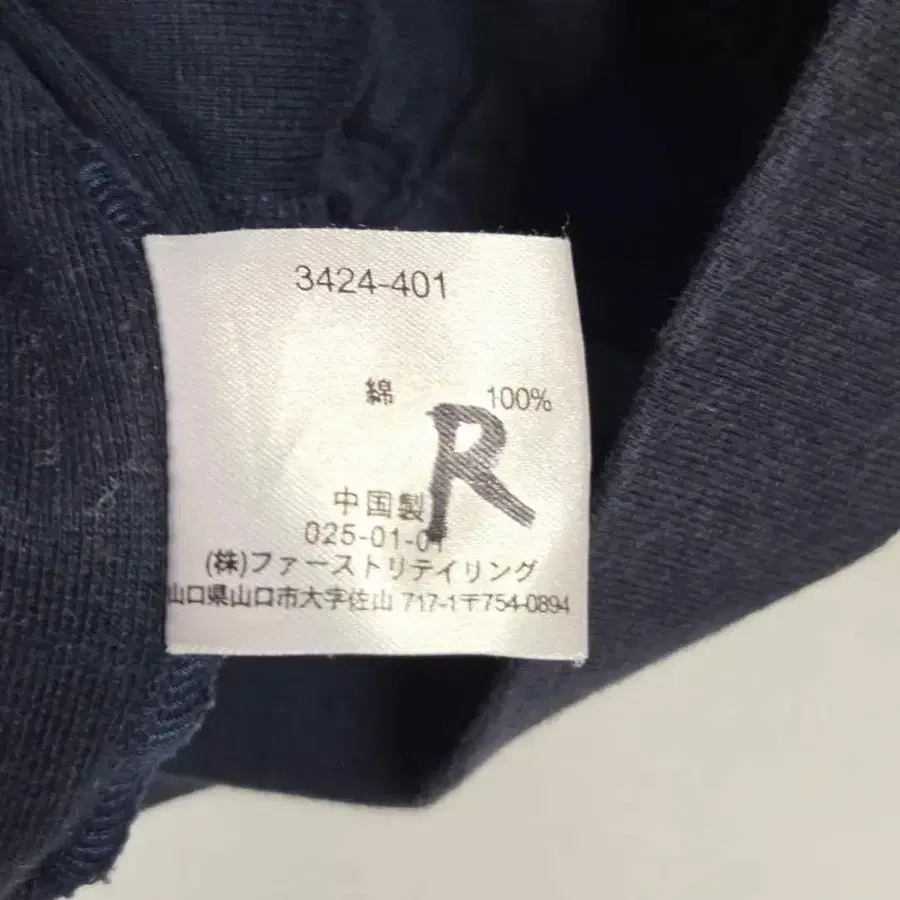 3424-401
綿 100%
R
中国製
025-01-01
(株)ファーストリテイリング
山口県山口市大字佐山 717-1〒754-0894